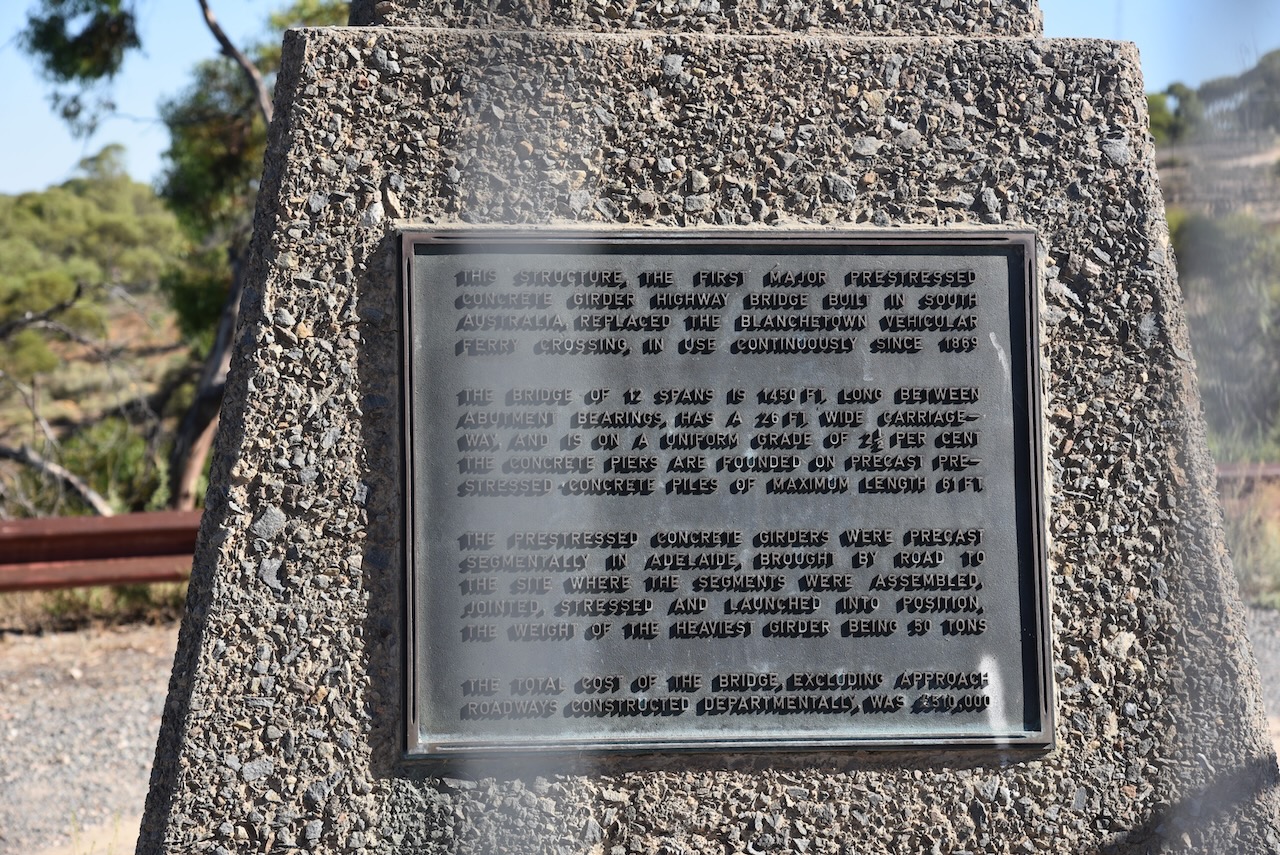 THIS STRUCTURE, THE FIRST MAJOR PRESTRESSED
CONCRETE GIRDER HIGHWAY BRIDGE BUILT IN SOUTH
AUSTRALIA, REPLACED THE BLANCHETOWN VEHICULAR
FERRY CROSSING, IN USE CONTINUOUSLY SINCE 1869
THE BRIDGE OF 12 SPANS IS 1450 FT. LONG BETWEEN
ABUTMENT BEARINGS, HAS A 26 FT. WIDE CARRIAGE-
WAY, AND IS ON A UNIFORM GRADE OF 2½ PER CENT
THE CONCRETE PIERS ARE FOUNDED ON PRECAST PRE-
STRESSED CONCRETE PILES OF MAXIMUM LENGTH 61 FT
THE PRESTRESSED CONCRETE GIRDERS WERE PRECAST
SEGMENTALLY IN ADELAIDE, BROUGH BY ROAD TO
THE SITE WHERE THE SEGMENTS WERE ASSEMBLED,
JOINTED, STRESSED AND LAUNCHED INTO POSITION,
THE WEIGHT OF THE HEAVIEST GIRDER BEING 50 TONS
THE TOTAL COST OF THE BRIDGE, EXCLUDING APPROACH
ROADWAYS CONSTRUCTED DEPARTMENTALLY, WAS £510,000